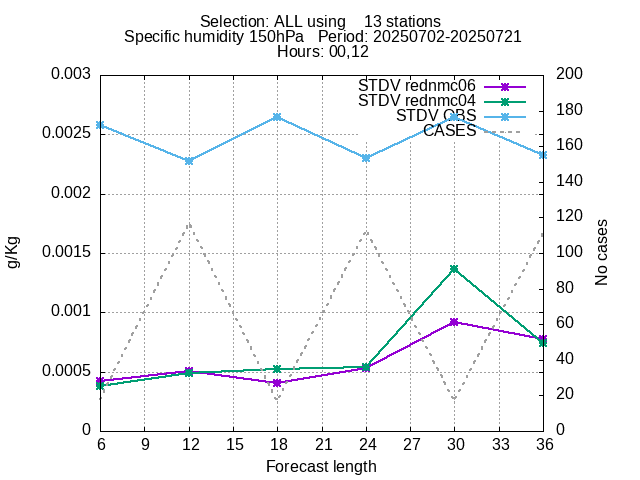 Selection: ALL using    13 stations
Specific humidity 150hPa   Period: 20250702-20250721
Hours: 00,12
STDV rednmc06
STDV rednmc04
STDV OBS
CASES
0.003
0.0025
0.002
0.0015
0.001
0.0005
0
g/Kg
200
180
160
140
120
100
80
60
40
20
0
No cases
6 9 12 15 18 21 24 27 30 33 36
Forecast length